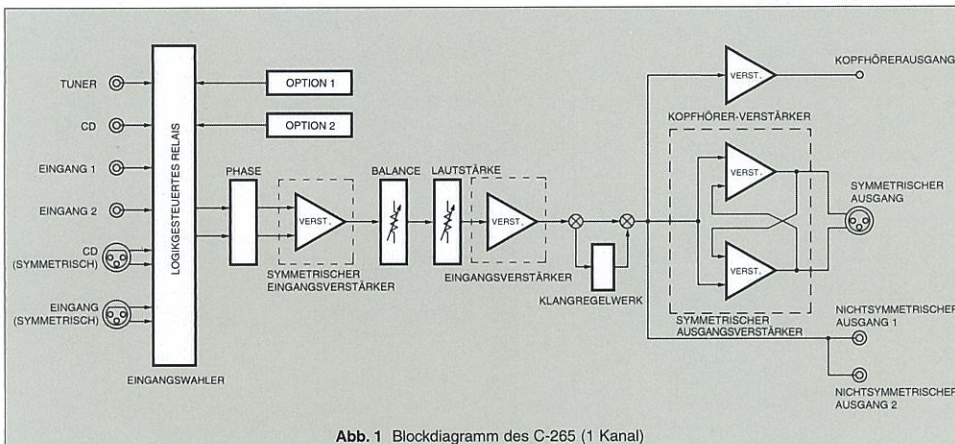 TUNER
CD
EINGANG 1
EINGANG 2
CD
(SYMMETRISCH)
EINGANG
(SYMMETRISCH)
LOGIKGESTEUERTES RELAIS
EINGANGSWAHLER
OPTION 1
OPTION 2
PHASE
VERST.
SYMMETRISCHER
EINGANGSVERSTÄRKER
BALANCE
LAUTSTÄRKE
VERST.
EINGANGSVERSTÄRKER
KLANGREGELWERK
VERST.
KOPFHÖRER-VERSTÄRKER
KOPFHÖRERAUSGANG
VERST.
VERST.
SYMMETRISCHER
AUSGANGSVERSTÄRKER
SYMMETRISCHER
AUSGANG
NICHTSYMMETRISCHER
AUSGANG 1
NICHTSYMMETRISCHER
AUSGANG 2
Abb. 1 Blockdiagramm des C-265 (1 Kanal)